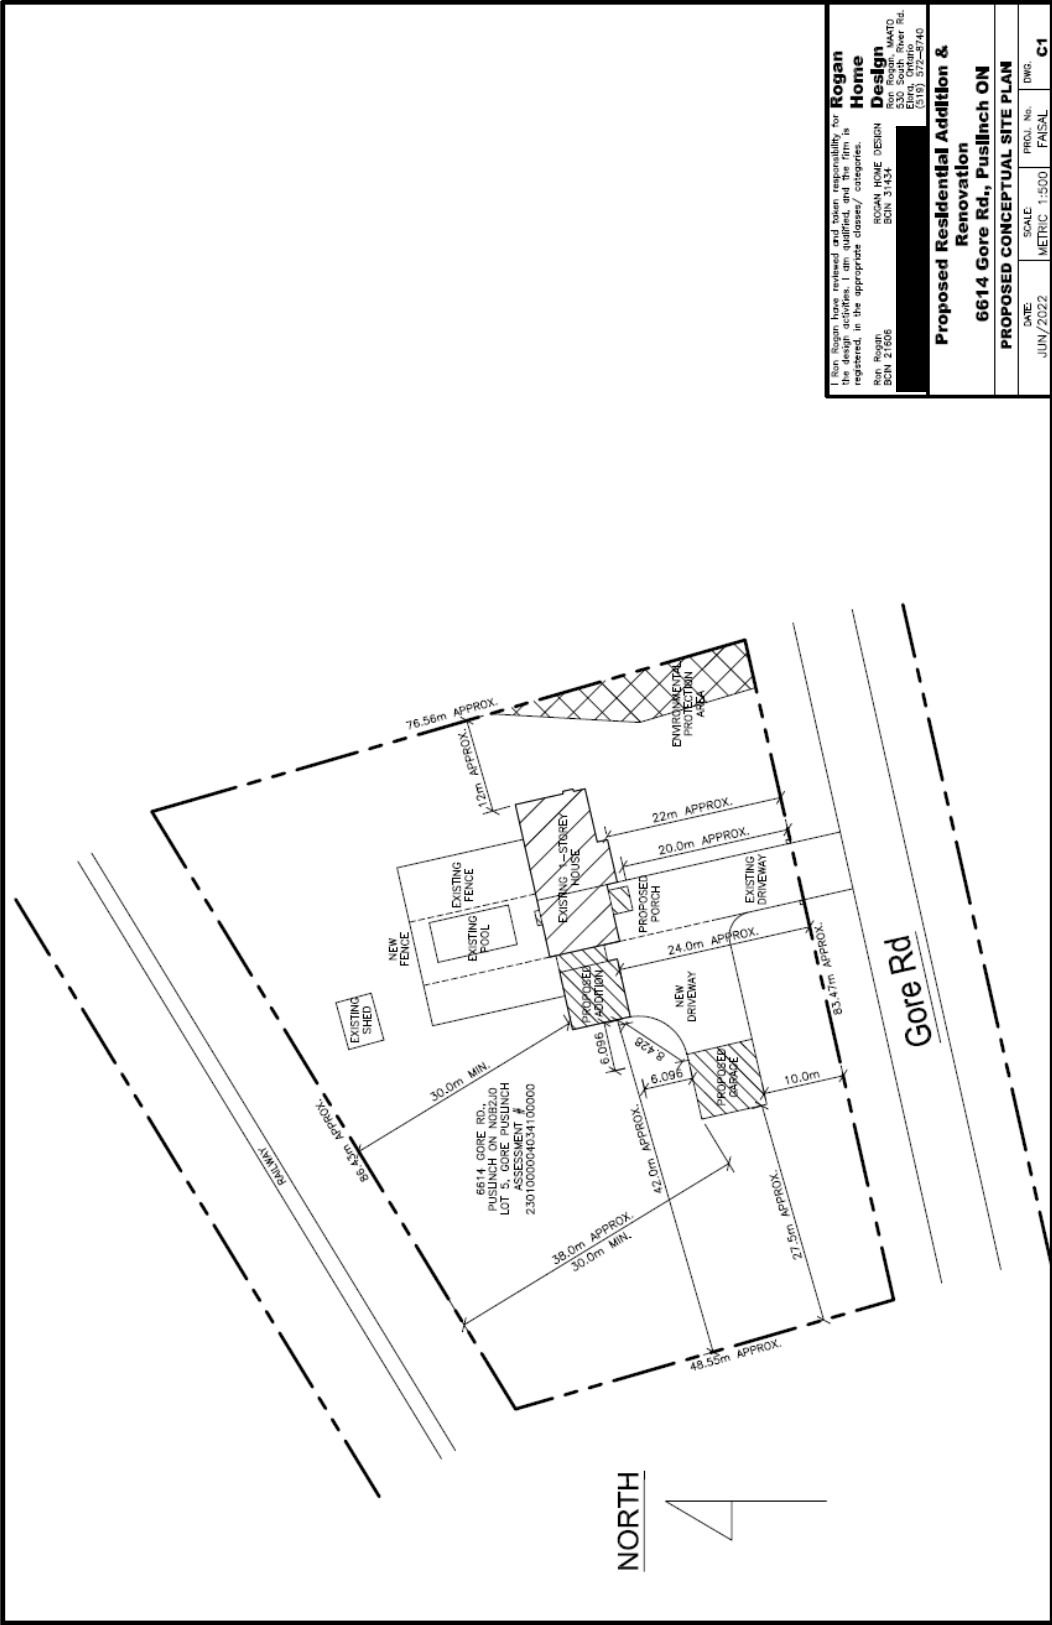 RAILWAY
86.43m APPROX.
76.56m APPROX.
12m APPROX.
EXISTING
SHED
NEW
FENCE
EXISTING
FENCE
EXISTING
POOL
30.0m MIN.
6614 GORE RD.,
PUSLINCH ON N0B2J0
LOT 5, GORE PUSLINCH
ASSESSMENT #
230100000403410000
38.0m APPROX.
30.0m MIN.
EXISTING 1-STOREY
HOUSE
PROPOSED
ADDITION
PROPOSED
PORCH
ENVIRONMENTAL
PROTECTION
AREA
22m APPROX.
20.0m APPROX.
24.0m APPROX.
EXISTING
DRIVEWAY
NEW
DRIVEWAY
6.096
8.428
6.096
PROPOSED
GARAGE
10.0m
42.0m APPROX.
27.5m APPROX.
48.55m APPROX.
83.47m APPROX.
Gore Rd
NORTH
I Ron Rogan have reviewed and taken responsibility for
the design activities. I am qualified, and the firm is
registered, in the appropriate classes/ categories.
Ron Rogan
BCIN 21606
ROGAN HOME DESIGN
BCIN 31434
Rogan
Home
Design
Ron Rogan, MAATO
530 South River Rd.
Elora, Ontario
(519) 572-8740
Proposed Residential Addition &
Renovation
6614 Gore Rd., Puslinch ON
PROPOSED CONCEPTUAL SITE PLAN
DATE: SCALE: PROJ. No. DWG.
JUN/2022 METRIC 1:500 FAISAL C1